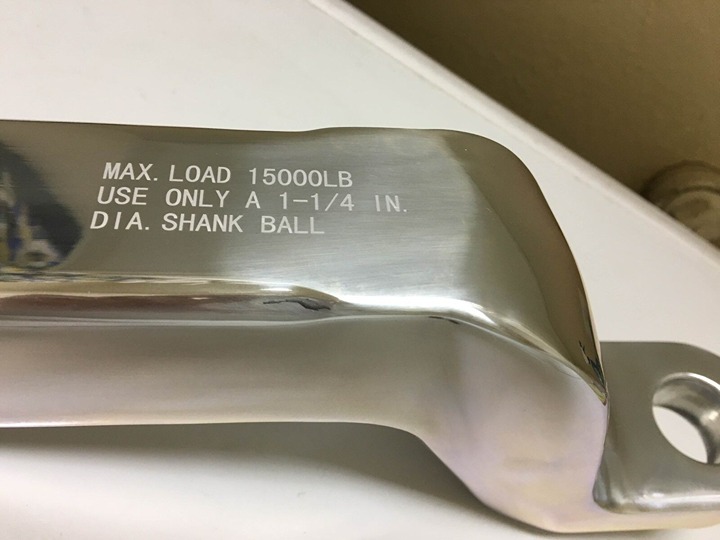 MAX. LOAD 15000LB
USE ONLY A 1-1/4 IN.
DIA. SHANK BALL